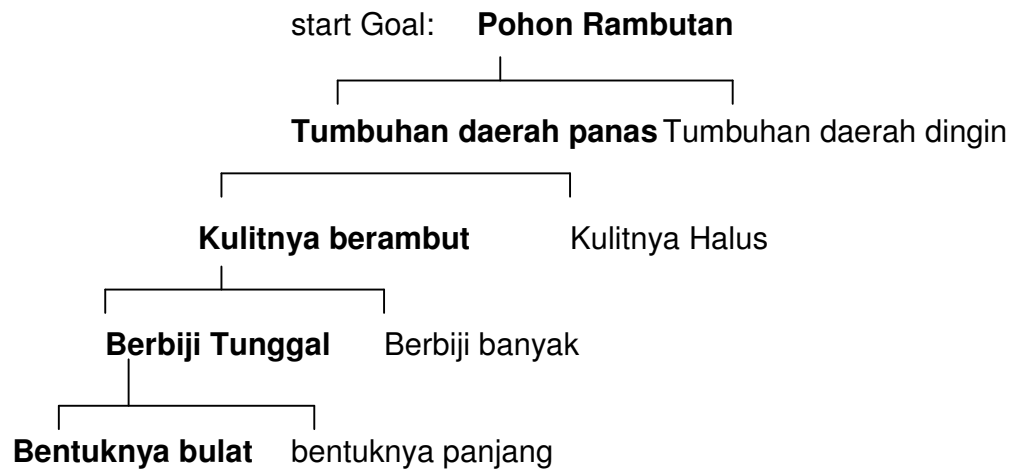 start Goal: Pohon Rambutan
Tumbuhan daerah panas Tumbuhan daerah dingin
Kulitnya berambut Kulitnya Halus
Berbiji Tunggal Berbiji banyak
Bentuknya bulat bentuknya panjang